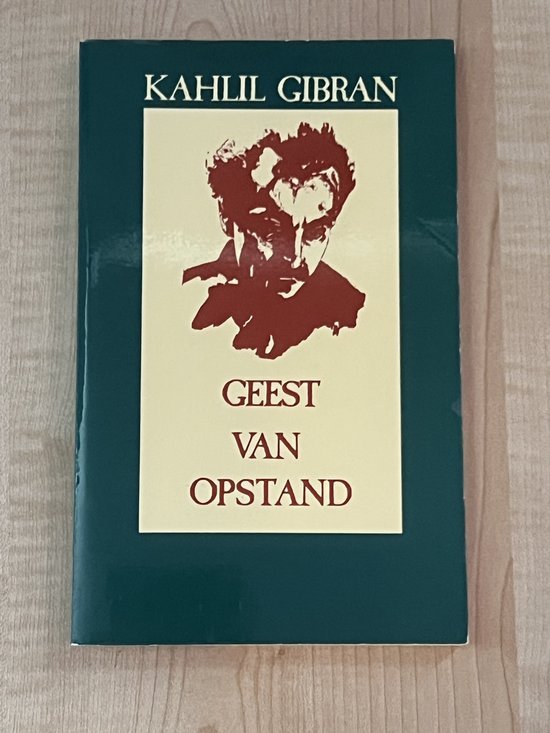 KAHLIL GIBRAN
GEEST
VAN
OPSTAND